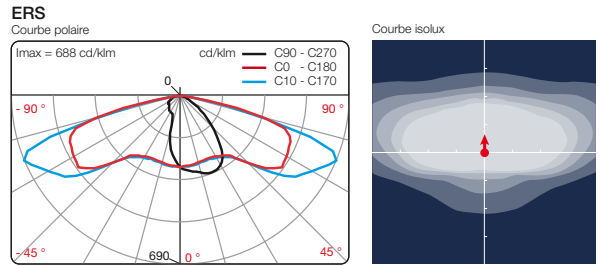 ERS
Courbe polaire
Imax = 688 cd/klm
cd/klm
C90 - C270
C0 - C180
C10 - C170
0
- 90 °
90 °
- 45 °
690
0 °
45 °
Courbe isolux